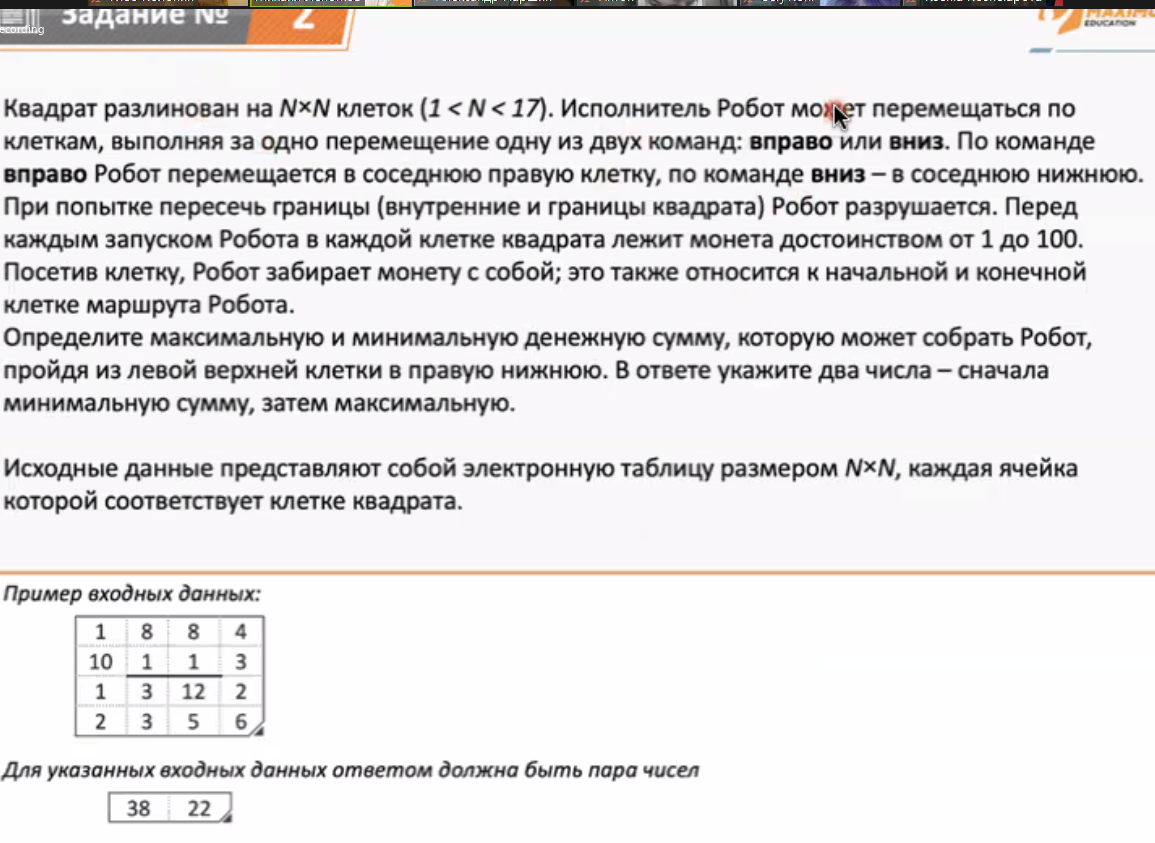 Задание № 2
ecording
EDUCATION
Квадрат разлинован на N×N клеток (1 < N < 17). Исполнитель Робот может перемещаться по
клеткам, выполняя за одно перемещение одну из двух команд: вправо или вниз. По команде
вправо Робот перемещается в соседнюю правую клетку, по команде вниз – в соседнюю нижнюю.
При попытке пересечь границы (внутренние и границы квадрата) Робот разрушается. Перед
каждым запуском Робота в каждой клетке квадрата лежит монета достоинством от 1 до 100.
Посетив клетку, Робот забирает монету с собой; это также относится к начальной и конечной
клетке маршрута Робота.
Определите максимальную и минимальную денежную сумму, которую может собрать Робот,
пройдя из левой верхней клетки в правую нижнюю. В ответе укажите два числа – сначала
минимальную сумму, затем максимальную.
Исходные данные представляют собой электронную таблицу размером N×N, каждая ячейка
которой соответствует клетке квадрата.
Пример входных данных:
1 8 8 4
10 1 1 3
1 3 12 2
2 3 5 6
Для указанных входных данных ответом должна быть пара чисел
38 22